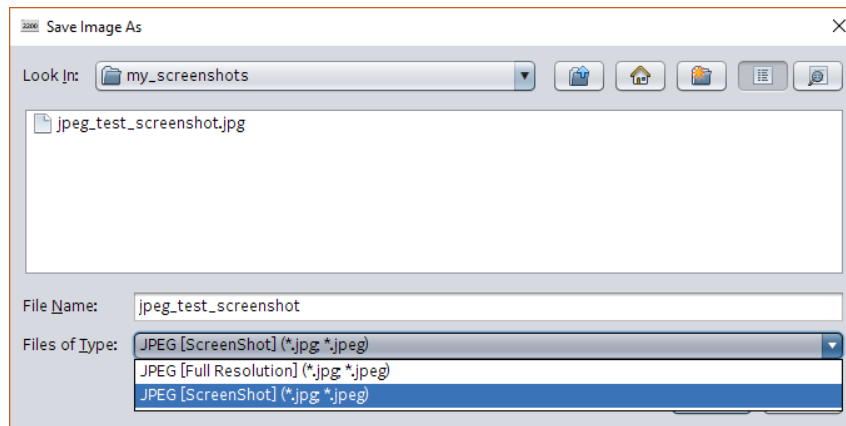 2200 Save Image As
Look In: my_screenshots
jpeg_test_screenshot.jpg
File Name: jpeg_test_screenshot
Files of Type: JPEG [ScreenShot] (*.jpg; *.jpeg)
JPEG [Full Resolution] (*.jpg; *.jpeg)
JPEG [ScreenShot] (*.jpg; *.jpeg)